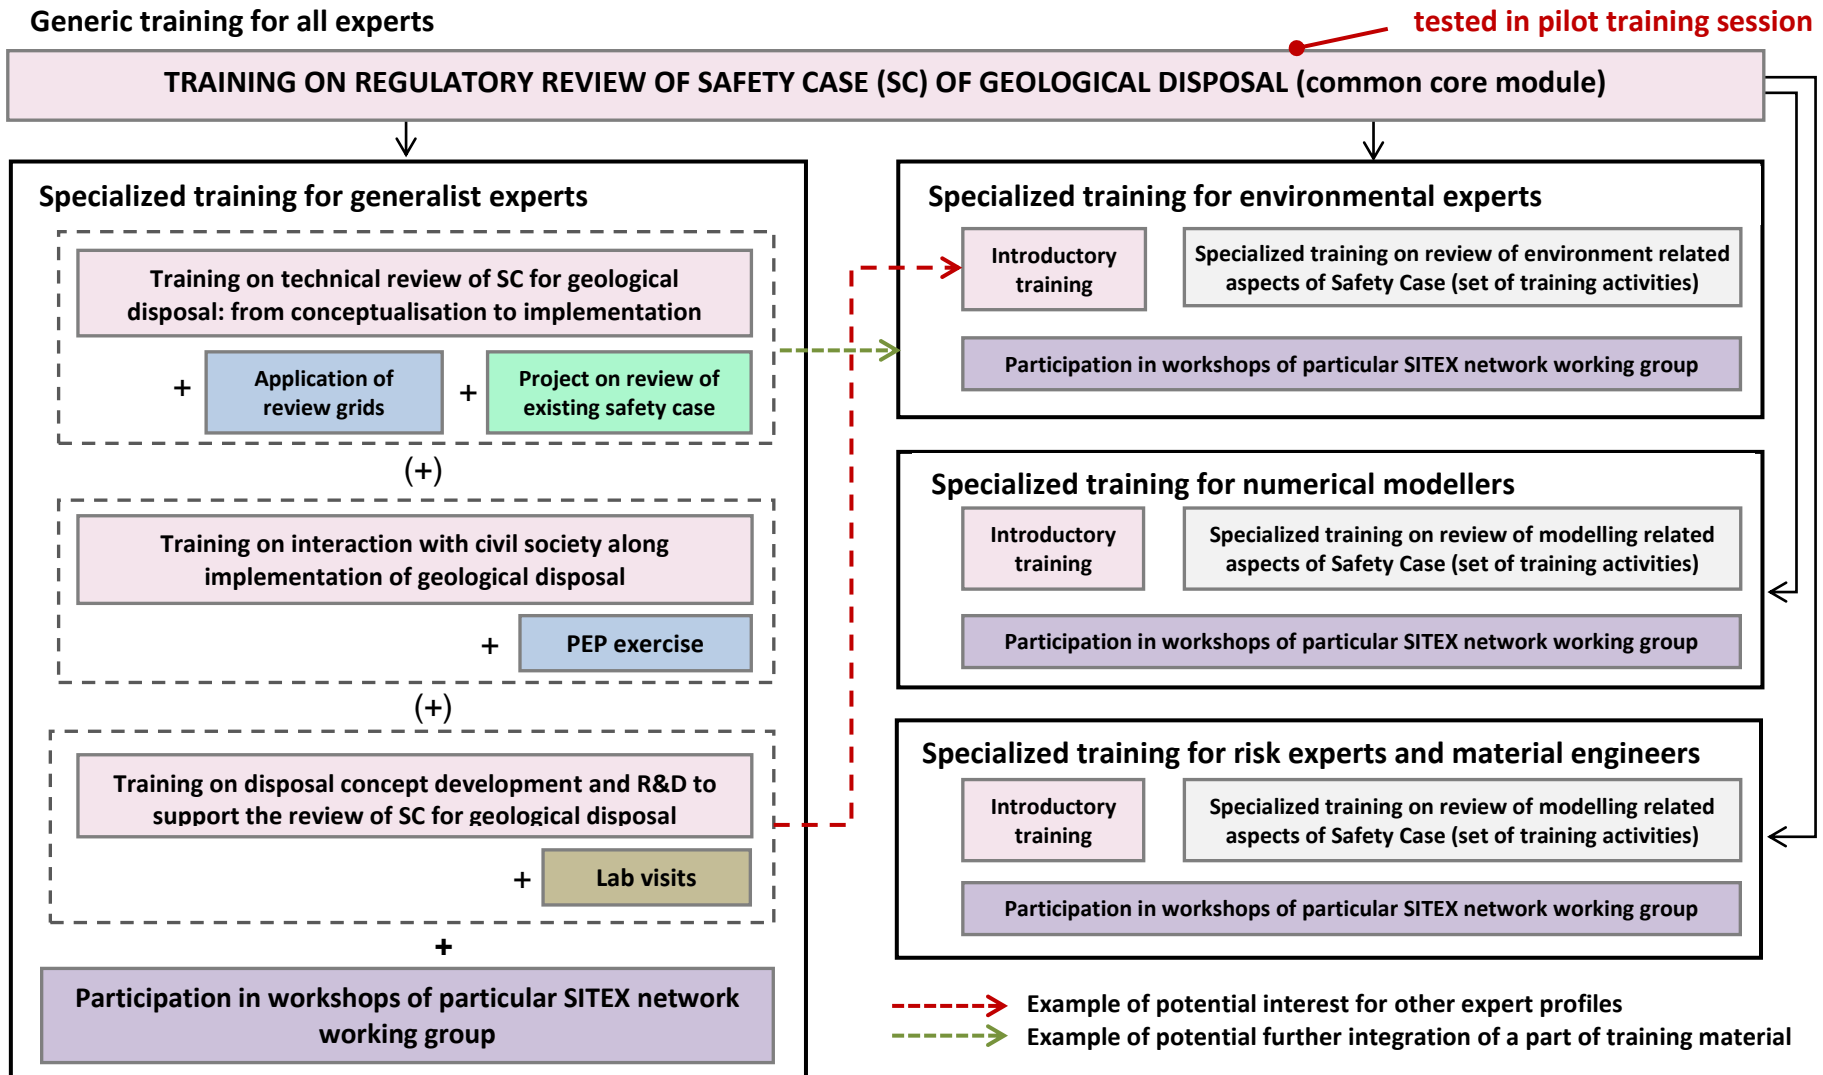 Generic training for all experts
tested in pilot training session
TRAINING ON REGULATORY REVIEW OF SAFETY CASE (SC) OF GEOLOGICAL DISPOSAL (common core module)
Specialized training for generalist experts
Training on technical review of SC for geological
disposal: from conceptualisation to implementation
+
Application of
review grids
+
Project on review of
existing safety case
(+)
Training on interaction with civil society along
implementation of geological disposal
+
PEP exercise
(+)
Training on disposal concept development and R&D to
support the review of SC for geological disposal
+
Lab visits
+
Participation in workshops of particular SITEX network
working group
Specialized training for environmental experts
Introductory
training
Specialized training on review of environment related
aspects of Safety Case (set of training activities)
Participation in workshops of particular SITEX network working group
Specialized training for numerical modellers
Introductory
training
Specialized training on review of modelling related
aspects of Safety Case (set of training activities)
Participation in workshops of particular SITEX network working group
Specialized training for risk experts and material engineers
Introductory
training
Specialized training on review of modelling related
aspects of Safety Case (set of training activities)
Participation in workshops of particular SITEX network working group
Example of potential interest for other expert profiles
Example of potential further integration of a part of training material